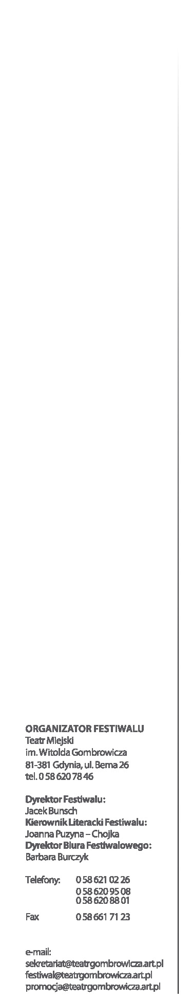 ORGANIZATOR FESTIWALU
Teatr Miejski
im. Witolda Gombrowicza
81-381 Gdynia, ul. Bema 26
tel. 0 58 620 78 46
Dyrektor Festiwalu:
Jacek Bunsch
Kierownik Literacki Festiwalu:
Joanna Puzyna – Chojka
Dyrektor Biura Festiwalowego:
Barbara Burczyk
Telefony: 0 58 621 02 26
0 58 620 95 08
0 58 620 88 01
Fax 0 58 661 71 23
e-mail:
sekretariat@teatrgombrowicza.art.pl
festiwal@teatrgombrowicza.art.pl
promocja@teatrgombrowicza.art.pl